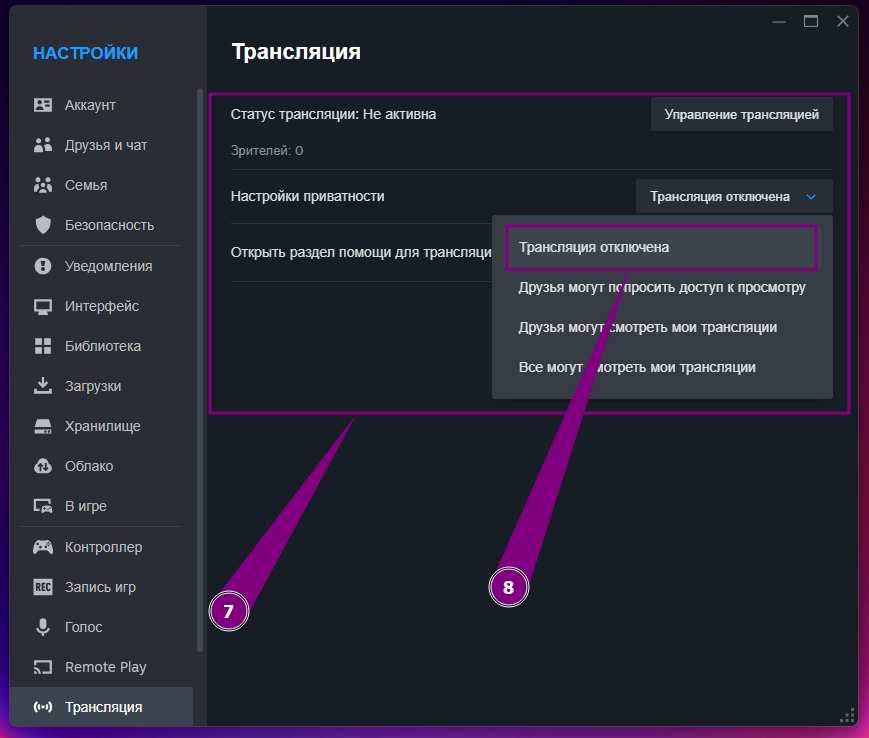 НАСТРОЙКИ
Аккаунт
Друзья и чат
Семья
Безопасность
Уведомления
Интерфейс
Библиотека
Загрузки
Хранилище
Облако
В игре
Контроллер
REC Запись игр
Голос
Remote Play
Трансляция
Трансляция
Статус трансляции: Не активна
Управление трансляцией
Зрителей: 0
Настройки приватности
Трансляция отключена
Открыть раздел помощи для трансляци
Трансляция отключена
Друзья могут попросить доступ к просмотру
Друзья могут смотреть мои трансляции
Все могут смотреть мои трансляции
7
8